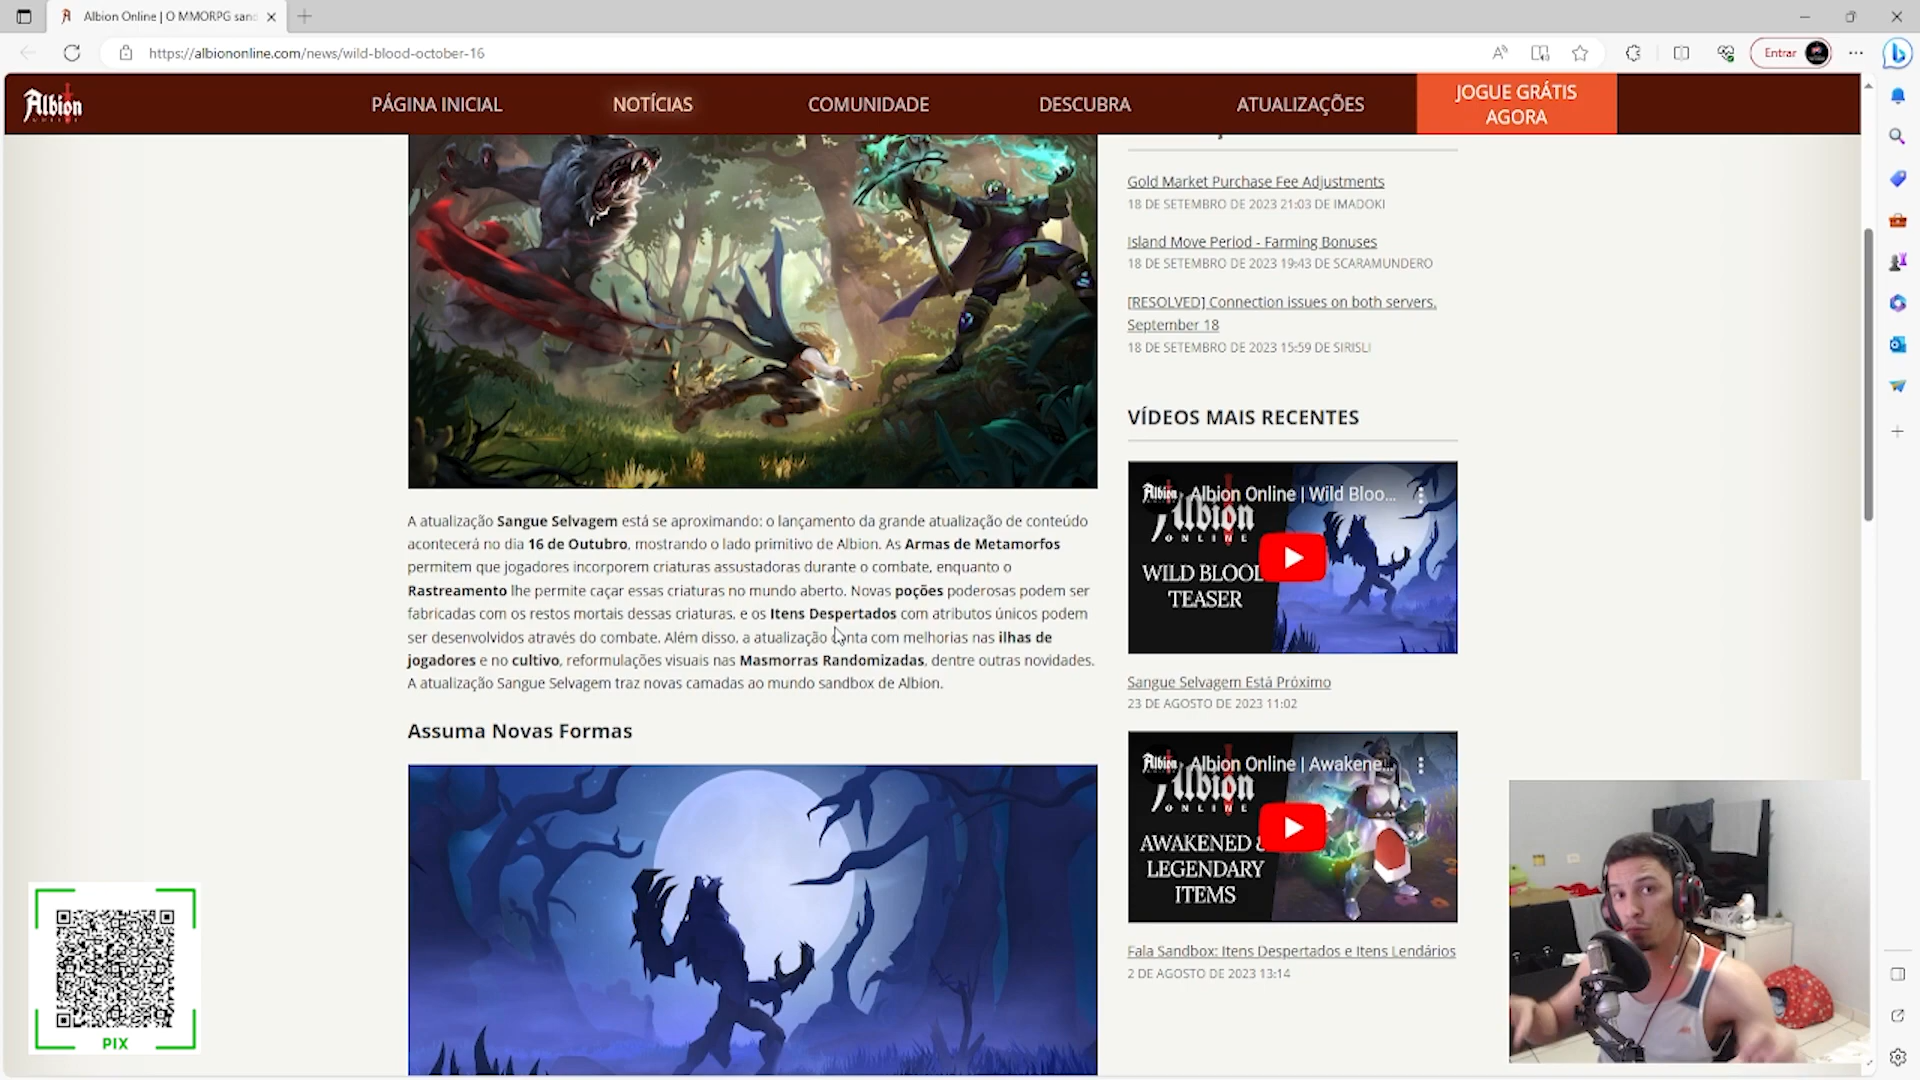 Albion Online | O MMORPG san
https://albiononline.com/news/wild-blood-october-16
Entrar
Albion
ONLINE
PÁGINA INICIAL
NOTÍCIAS
COMUNIDADE
DESCUBRA
ATUALIZAÇÕES
JOGUE GRÁTIS
AGORA
A atualização Sangue Selvagem está se aproximando: o lançamento da grande atualização de conteúdo
acontecerá no dia 16 de Outubro, mostrando o lado primitivo de Albion. As Armas de Metamorfos
permitem que jogadores incorporem criaturas assustadoras durante o combate, enquanto o
Rastreamento lhe permite caçar essas criaturas no mundo aberto. Novas poções poderosas podem ser
fabricadas com os restos mortais dessas criaturas. e os Itens Despertados com atributos únicos podem
ser desenvolvidos através do combate. Além disso, a atualização conta com melhorias nas ilhas de
jogadores e no cultivo, reformulações visuais nas Masmorras Randomizadas, dentre outras novidades.
A atualização Sangue Selvagem traz novas camadas ao mundo sandbox de Albion.
Assuma Novas Formas
Gold Market Purchase Fee Adjustments
18 DE SETEMBRO DE 2023 21:03 DE IMADOKI
Island Move Period - Farming Bonuses
18 DE SETEMBRO DE 2023 19:43 DE SCARAMUNDERO
[RESOLVED] Connection issues on both servers,
September 18
18 DE SETEMBRO DE 2023 15:59 DE SIRISLI
VÍDEOS MAIS RECENTES
Albion Online | Wild Bloo...
Albion
ONLINE
WILD BLOOD
TEASER
Sangue Selvagem Está Próximo
23 DE AGOSTO DE 2023 11:02
Albion Online | Awakene...
Albion
ONLINE
AWAKENED &
LEGENDARY
ITEMS
Fala Sandbox: Itens Despertados e Itens Lendários
2 DE AGOSTO DE 2023 13:14
PIX